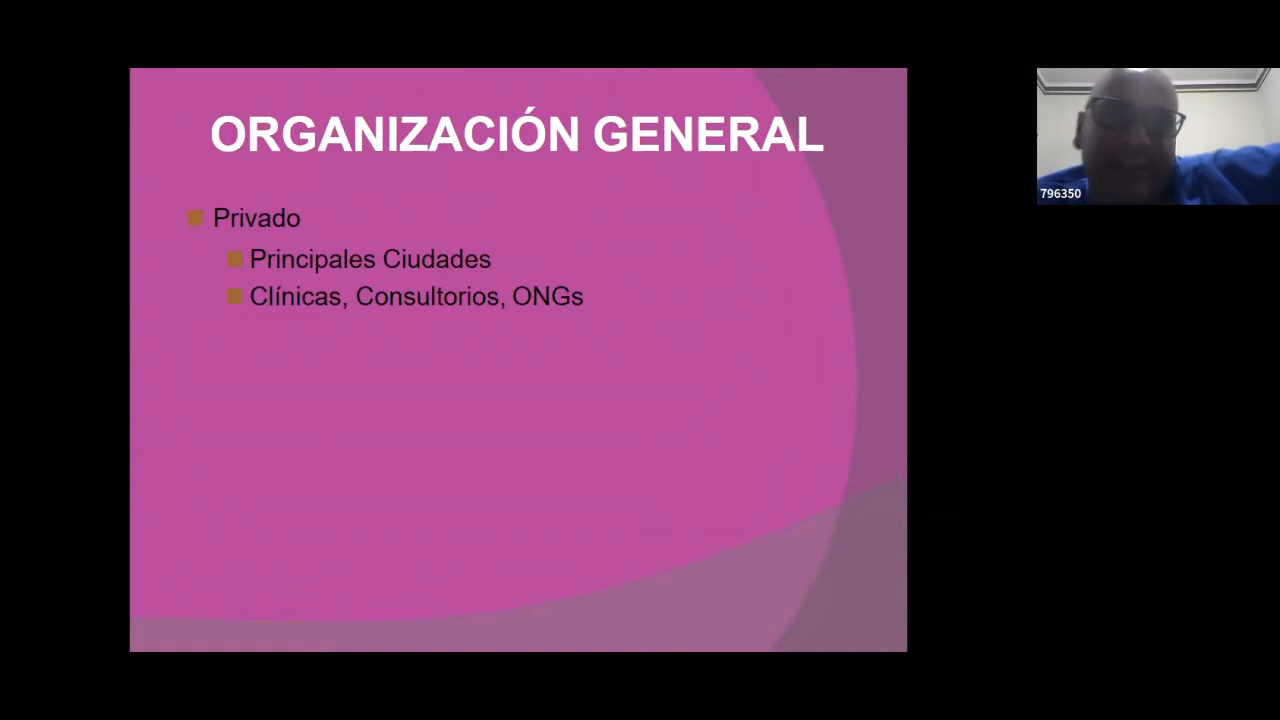 ORGANIZACIÓN GENERAL
Privado
Principales Ciudades
Clínicas, Consultorios, ONGs
796350